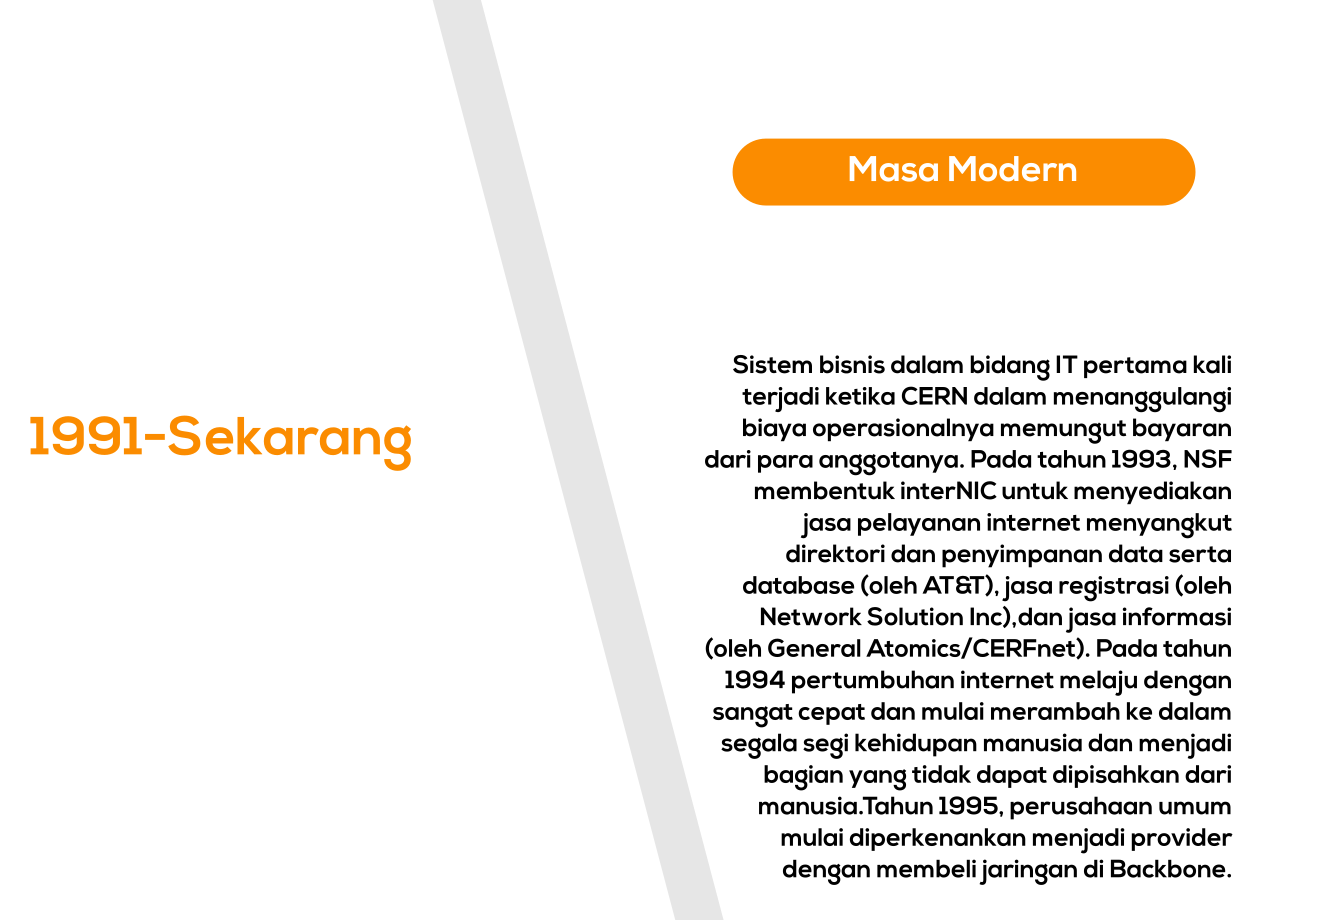 1991-Sekarang
Masa Modern
Sistem bisnis dalam bidang IT pertama kali
terjadi ketika CERN dalam menanggulangi
biaya operasionalnya memungut bayaran
dari para anggotanya. Pada tahun 1993, NSF
membentuk interNIC untuk menyediakan
jasa pelayanan internet menyangkut
direktori dan penyimpanan data serta
database (oleh AT&T), jasa registrasi (oleh
Network Solution Inc),dan jasa informasi
(oleh General Atomics/CERFnet). Pada tahun
1994 pertumbuhan internet melaju dengan
sangat cepat dan mulai merambah ke dalam
segala segi kehidupan manusia dan menjadi
bagian yang tidak dapat dipisahkan dari
manusia.Tahun 1995, perusahaan umum
mulai diperkenankan menjadi provider
dengan membeli jaringan di Backbone.